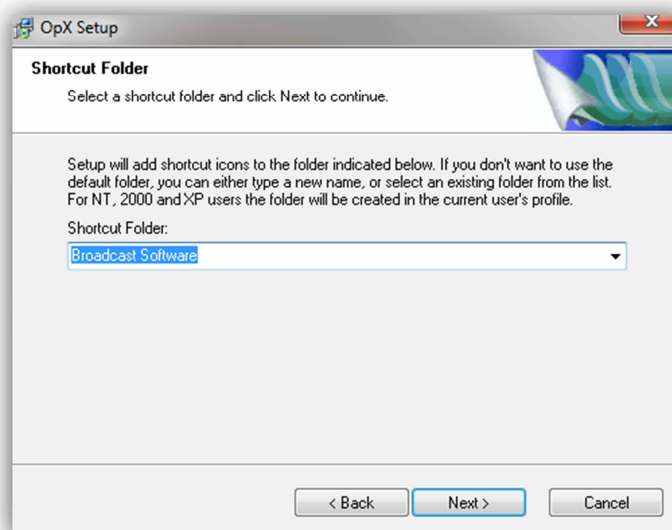 OpX Setup
Shortcut Folder
Select a shortcut folder and click Next to continue.
Setup will add shortcut icons to the folder indicated below. If you don't want to use the
default folder, you can either type a new name, or select an existing folder from the list.
For NT, 2000 and XP users the folder will be created in the current user's profile.
Shortcut Folder:
Broadcast Software
< Back Next > Cancel